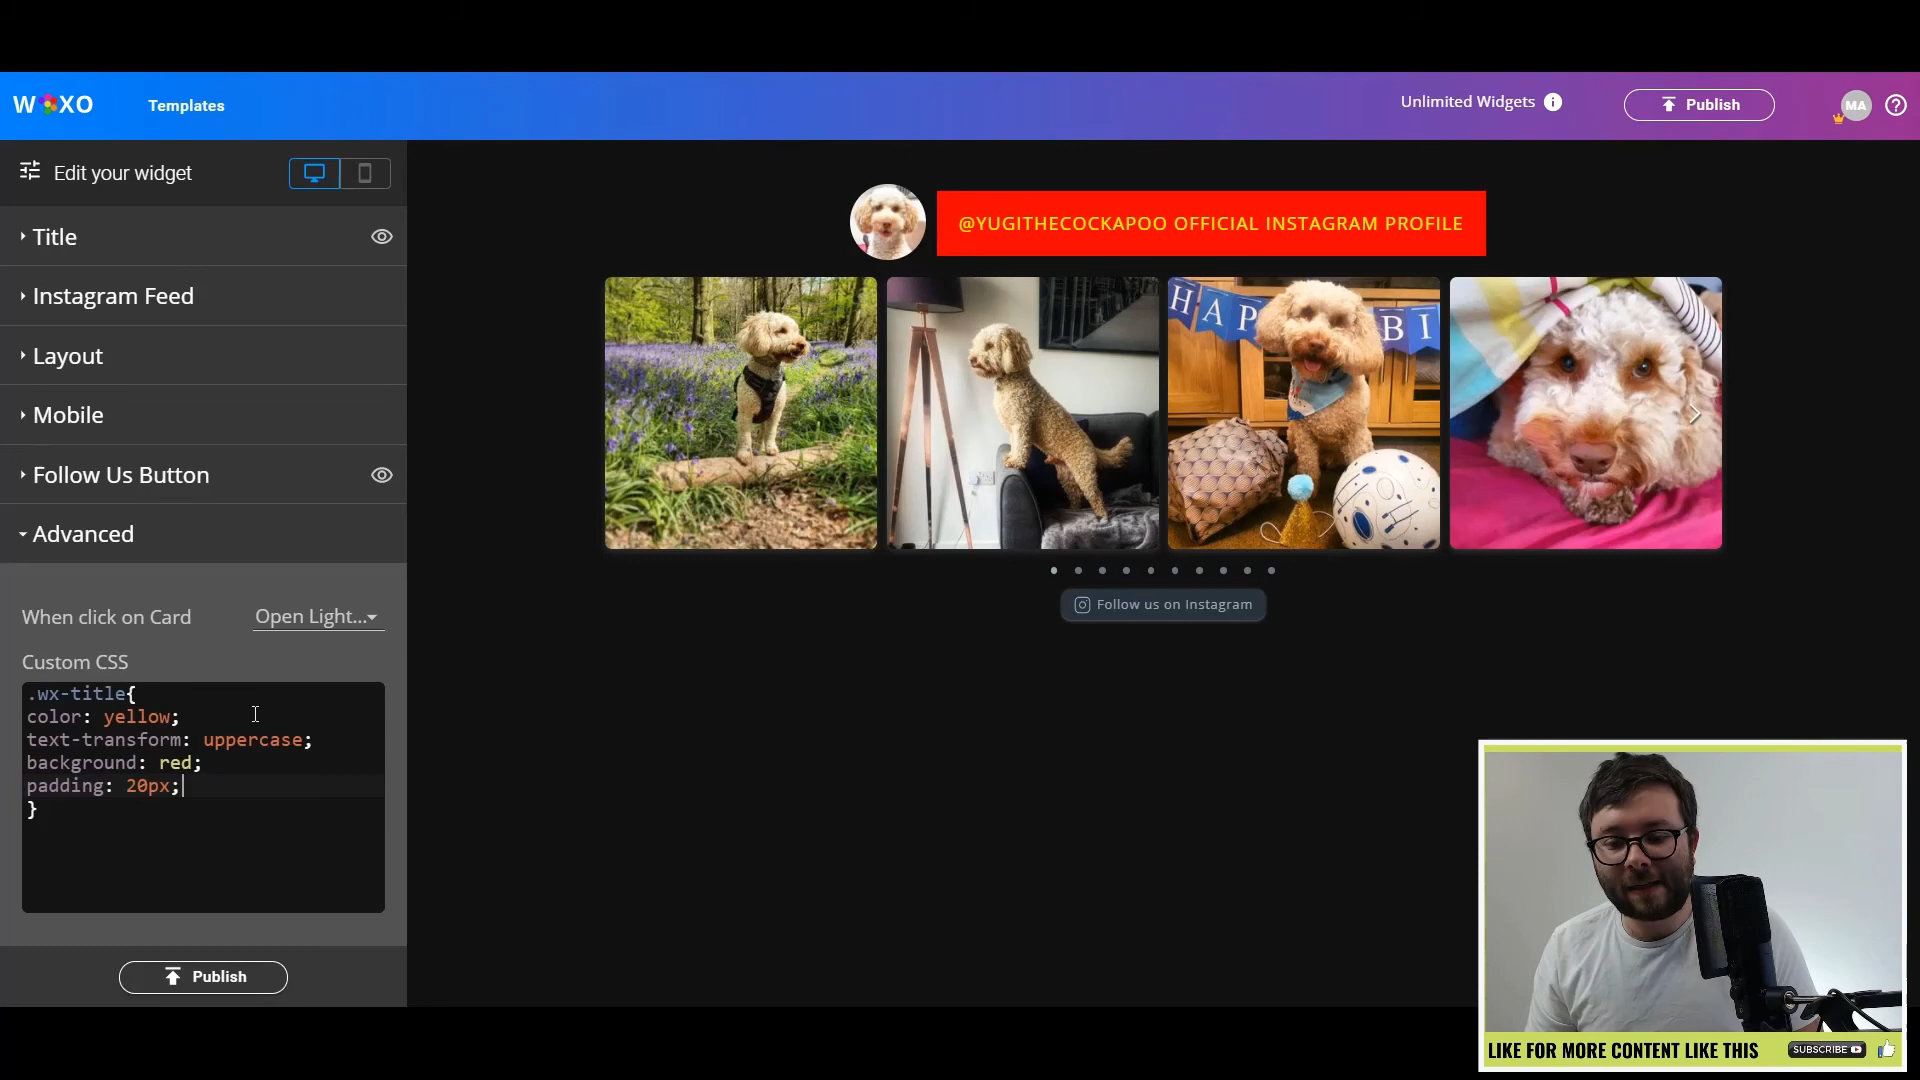 WOXO
Templates
Unlimited Widgets
Publish
MA
Edit your widget
Title
Instagram Feed
Layout
Mobile
Follow Us Button
Advanced
When click on Card
Open Light...
Custom CSS
.wx-title{
color: yellow;
text-transform: uppercase;
background: red;
padding: 20px;
}
Publish
@YUGITHECOCKAPOO OFFICIAL INSTAGRAM PROFILE
HAP
BI
Follow us on Instagram
LIKE FOR MORE CONTENT LIKE THIS
SUBSCRIBE